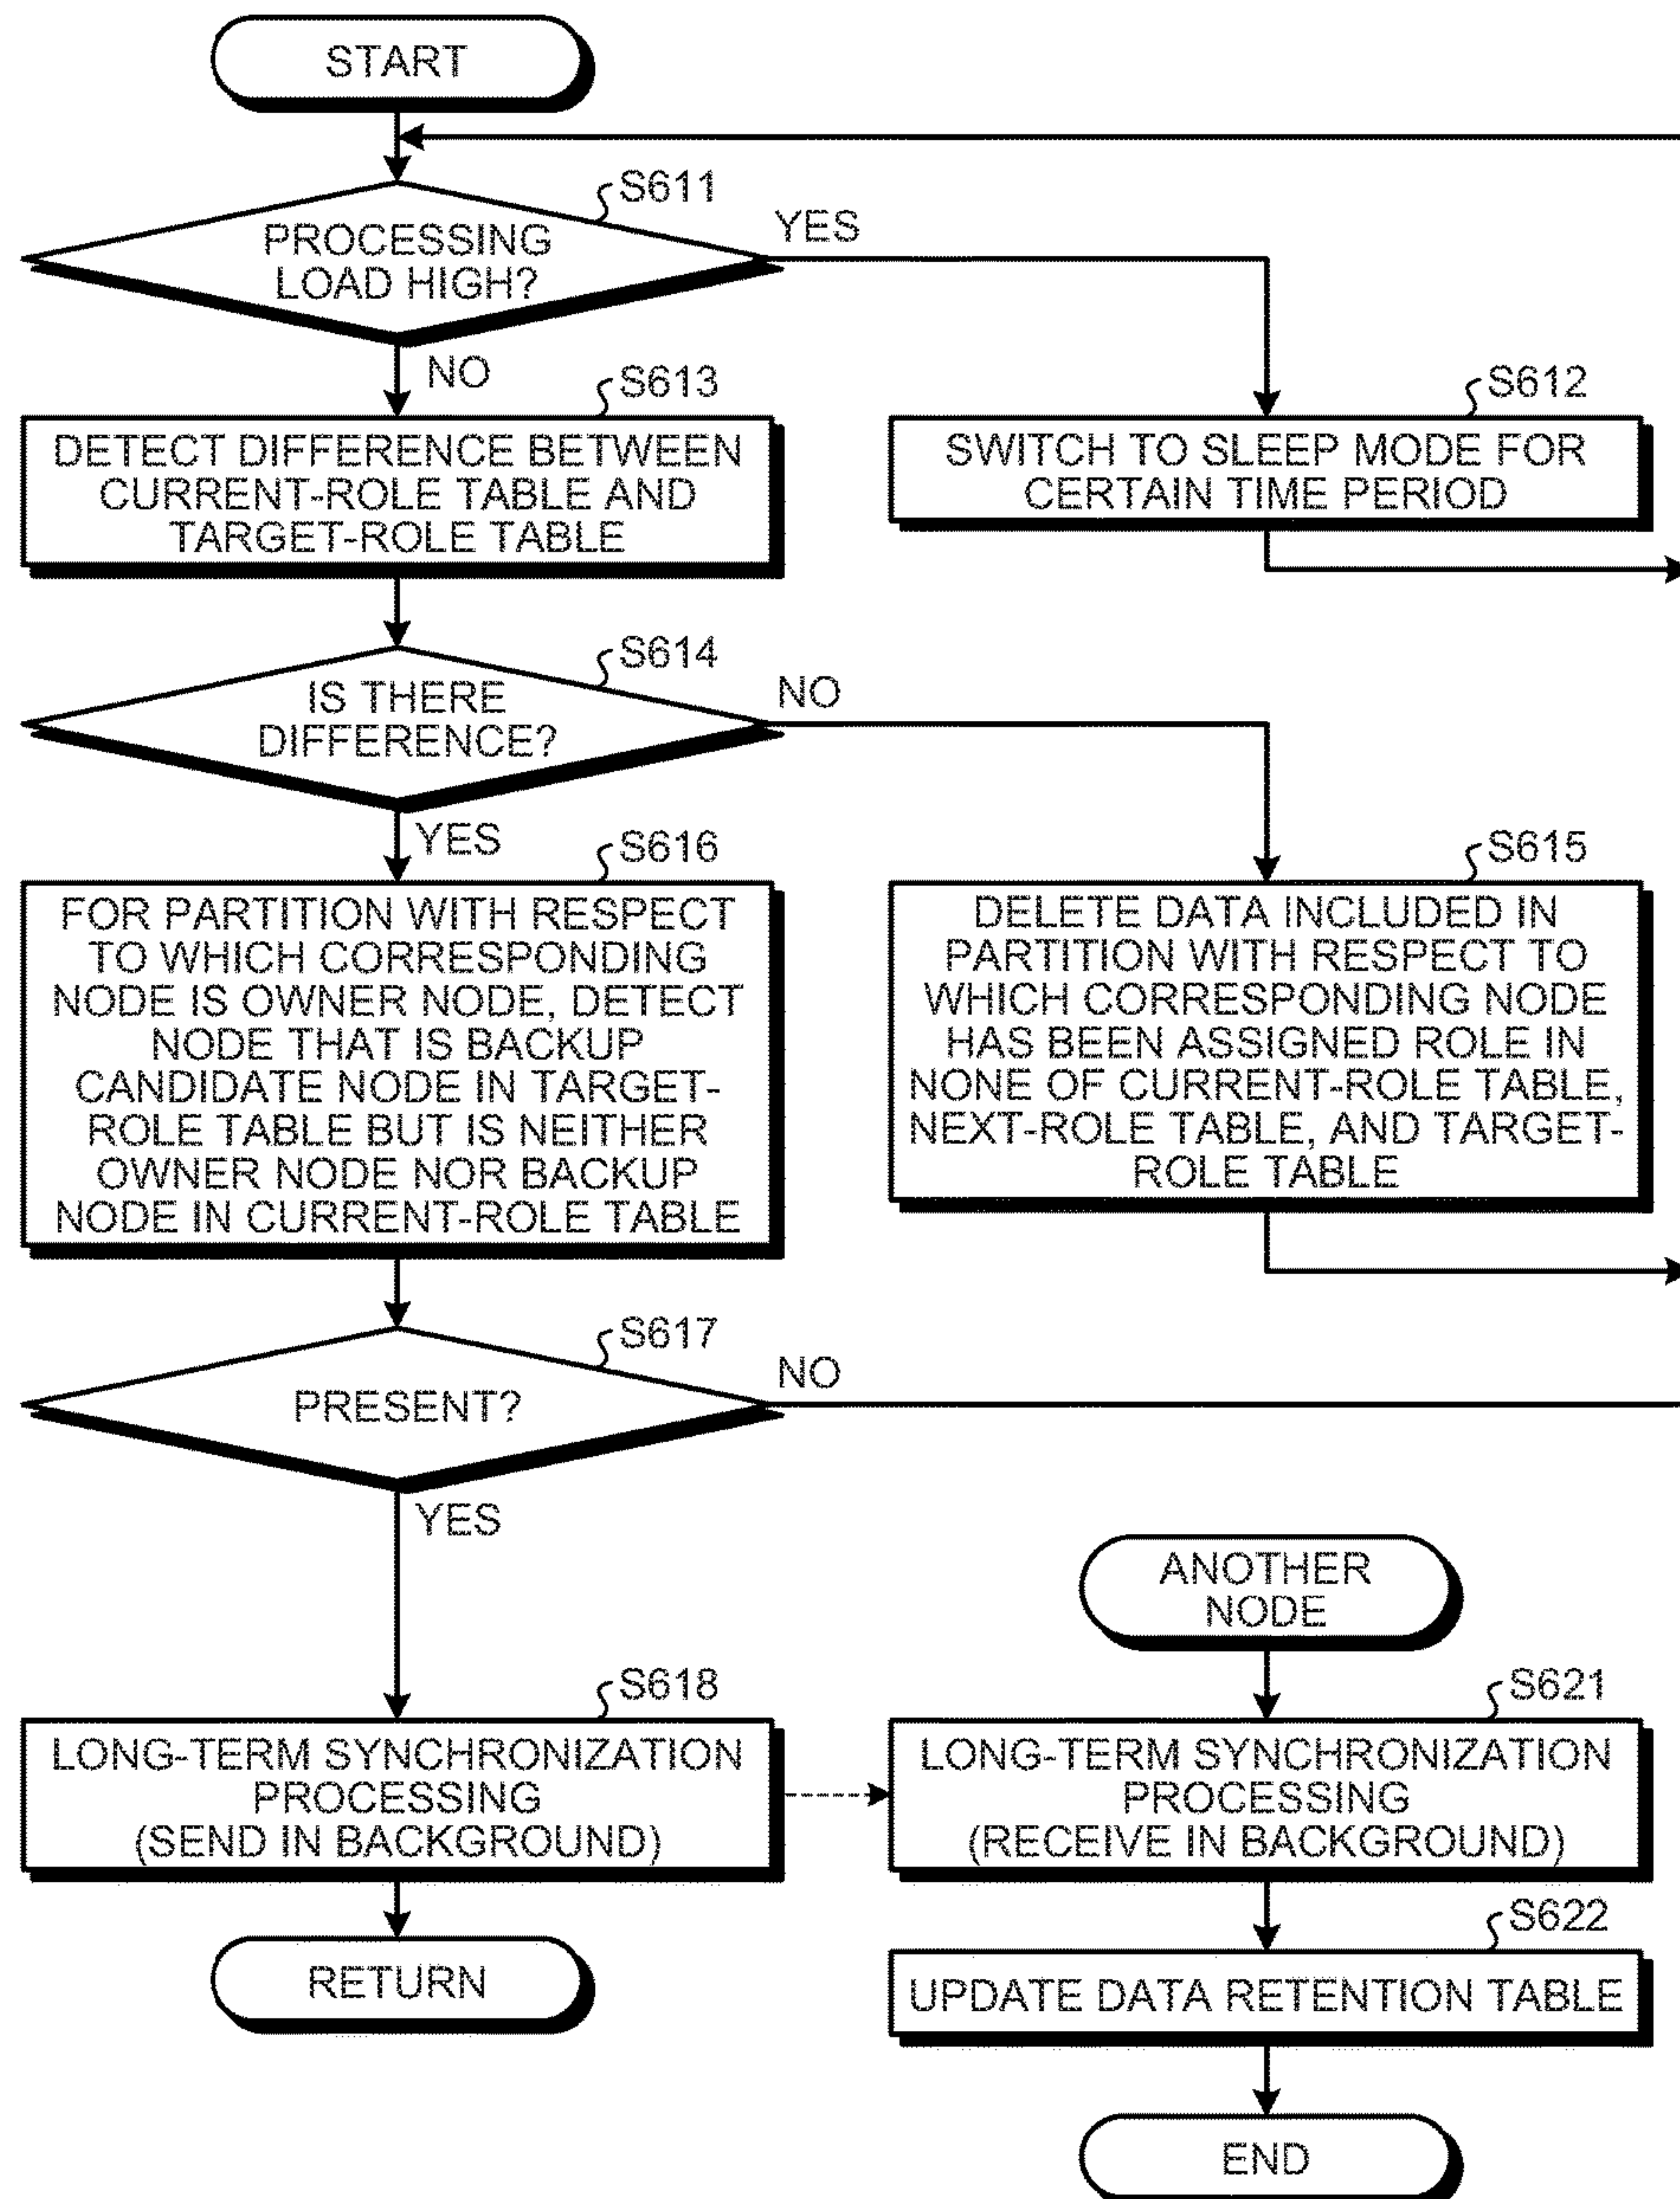 START
S611
PROCESSING
LOAD HIGH?
YES
NO
S613
DETECT DIFFERENCE BETWEEN
CURRENT-ROLE TABLE AND
TARGET-ROLE TABLE
S612
SWITCH TO SLEEP MODE FOR
CERTAIN TIME PERIOD
S614
IS THERE
DIFFERENCE?
NO
YES
S616
FOR PARTITION WITH RESPECT
TO WHICH CORRESPONDING
NODE IS OWNER NODE, DETECT
NODE THAT IS BACKUP
CANDIDATE NODE IN TARGET-
ROLE TABLE BUT IS NEITHER
OWNER NODE NOR BACKUP
NODE IN CURRENT-ROLE TABLE
S615
DELETE DATA INCLUDED IN
PARTITION WITH RESPECT TO
WHICH CORRESPONDING NODE
HAS BEEN ASSIGNED ROLE IN
NONE OF CURRENT-ROLE TABLE,
NEXT-ROLE TABLE, AND TARGET-
ROLE TABLE
S617
PRESENT?
NO
YES
ANOTHER
NODE
S618
LONG-TERM SYNCHRONIZATION
PROCESSING
(SEND IN BACKGROUND)
S621
LONG-TERM SYNCHRONIZATION
PROCESSING
(RECEIVE IN BACKGROUND)
RETURN
S622
UPDATE DATA RETENTION TABLE
END